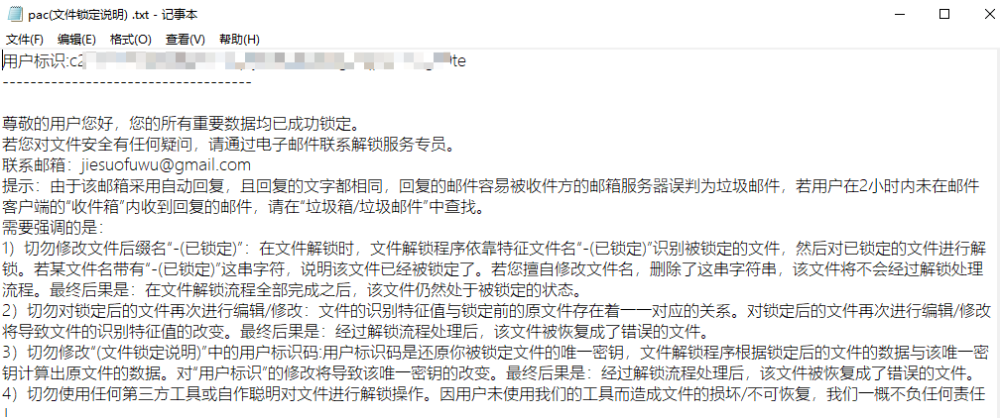 pac(文件锁定说明) .txt - 记事本
文件(F) 编辑(E) 格式(O) 查看(V) 帮助(H)
用户标识:c2 te
------------------------------------
尊敬的用户您好，您的所有重要数据均已成功锁定。
若您对文件安全有任何疑问，请通过电子邮件联系解锁服务专员。
联系邮箱：jiesuofuwu@gmail.com
提示：由于该邮箱采用自动回复，且回复的文字都相同，回复的邮件容易被收件方的邮箱服务器误判为垃圾邮件，若用户在2小时内未在邮件
客户端的"收件箱"内收到回复的邮件，请在"垃圾箱/垃圾邮件"中查找。
需要强调的是：
1）切勿修改文件后缀名"-(已锁定)"：在文件解锁时，文件解锁程序依靠特征文件名"-(已锁定)"识别被锁定的文件，然后对已锁定的文件进行解
锁。若某文件名带有"-(已锁定)"这串字符，说明该文件已经被锁定了。若您擅自修改文件名，删除了这串字符串，该文件将不会经过解锁处理
流程。最终后果是：在文件解锁流程全部完成之后，该文件仍然处于被锁定的状态。
2）切勿对锁定后的文件再次进行编辑/修改：文件的识别特征值与锁定前的原文件存在着一一对应的关系。对锁定后的文件再次进行编辑/修改
将导致文件的识别特征值的改变。最终后果是：经过解锁流程处理后，该文件被恢复成了错误的文件。
3）切勿修改"(文件锁定说明)"中的用户标识码:用户标识码是还原你被锁定文件的唯一密钥，文件解锁程序根据锁定后的文件的数据与该唯一密
钥计算出原文件的数据。对"用户标识"的修改将导致该唯一密钥的改变。最终后果是：经过解锁流程处理后，该文件被恢复成了错误的文件。
4）切勿使用任何第三方工具或自作聪明对文件进行解锁操作。因用户未使用我们的工具而造成文件的损坏/不可恢复，我们一概不负任何责任